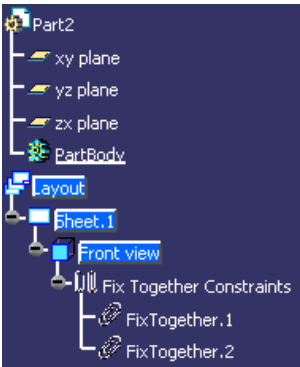 Part2
xy plane
yz plane
zx plane
PartBody
Layout
Sheet.1
Front view
Fix Together Constraints
FixTogether.1
FixTogether.2